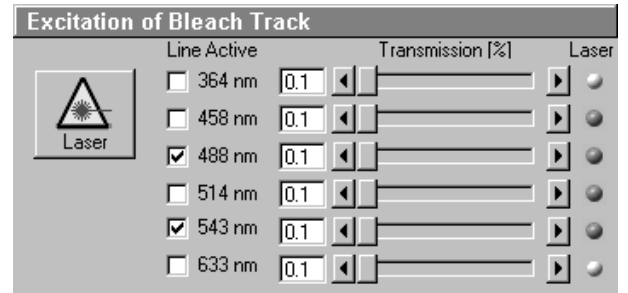 Excitation of Bleach Track
Line Active Transmission [%] Laser
364 nm 0.1
458 nm 0.1
Laser
488 nm 0.1
514 nm 0.1
543 nm 0.1
633 nm 0.1